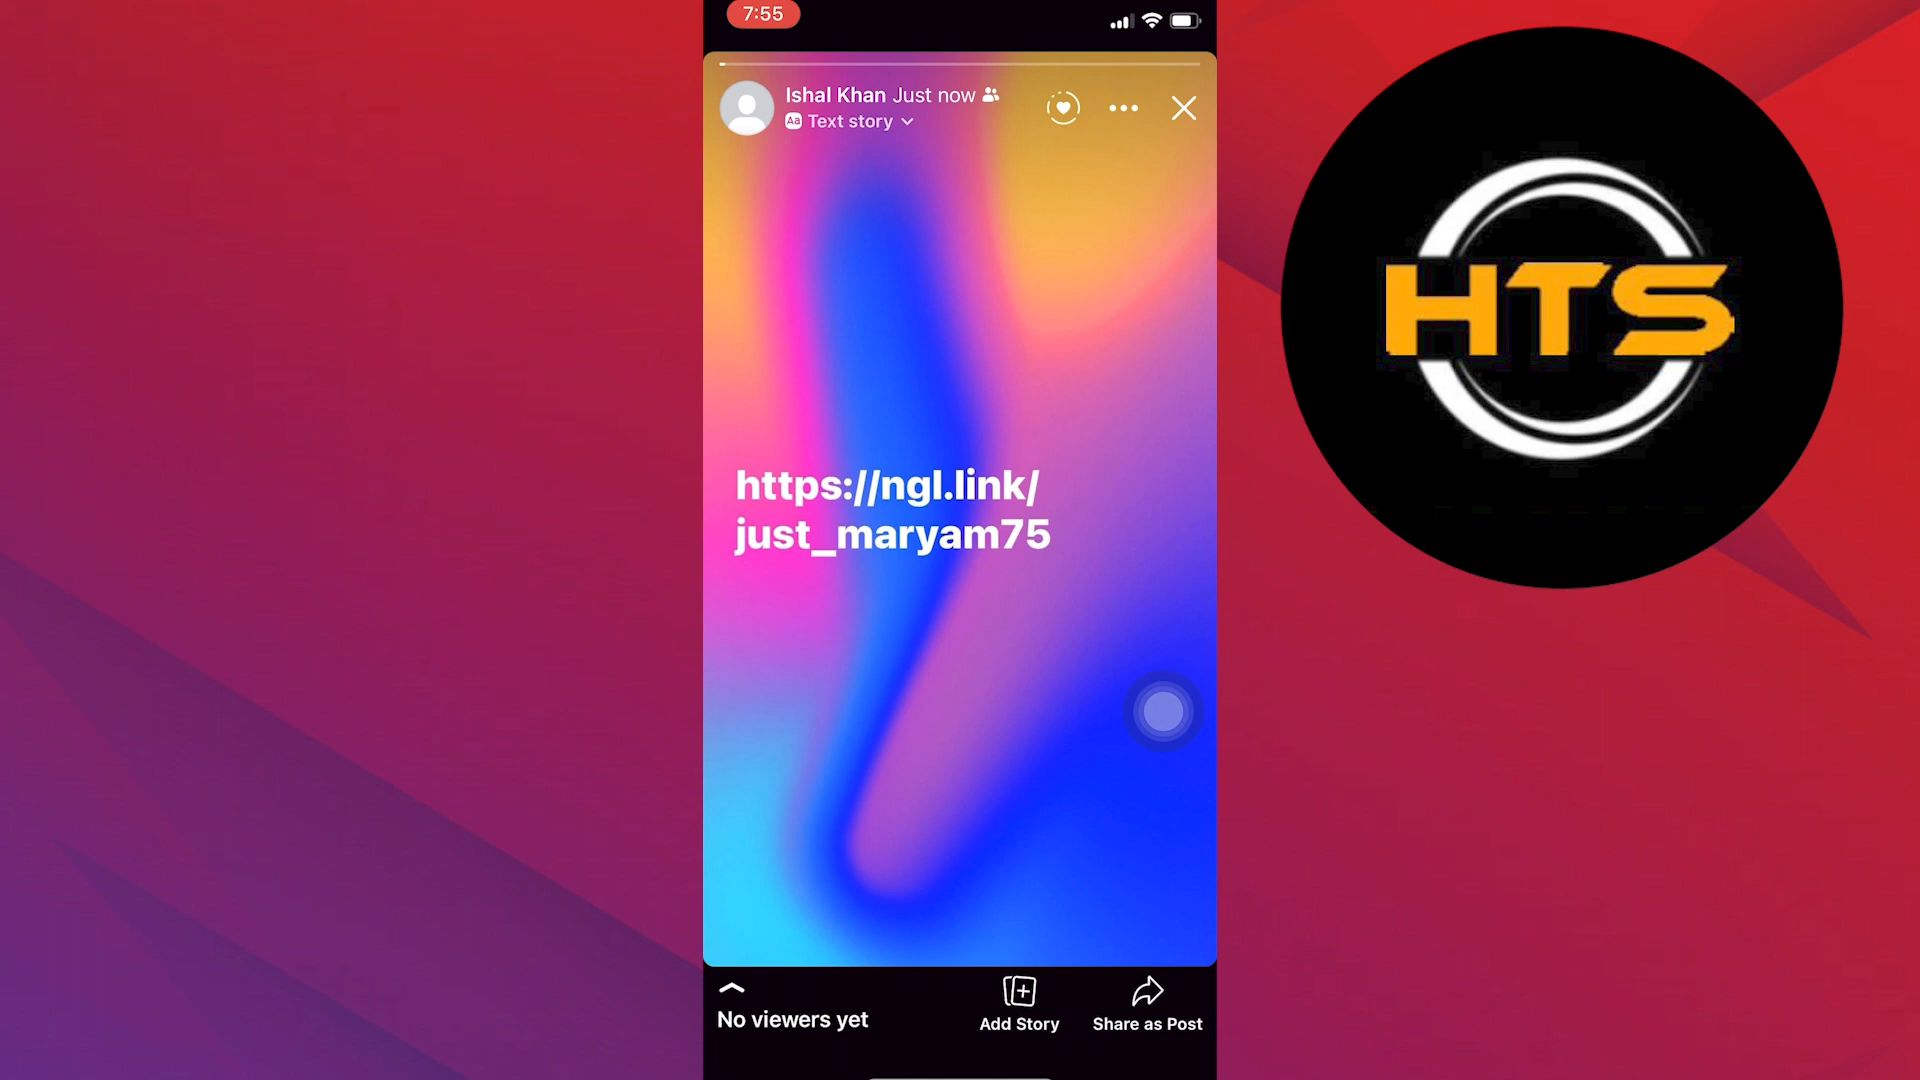 7:55
Ishal Khan Just now
Aa Text story
HTS
https://ngl.link/
just_maryam75
No viewers yet
Add Story
Share as Post